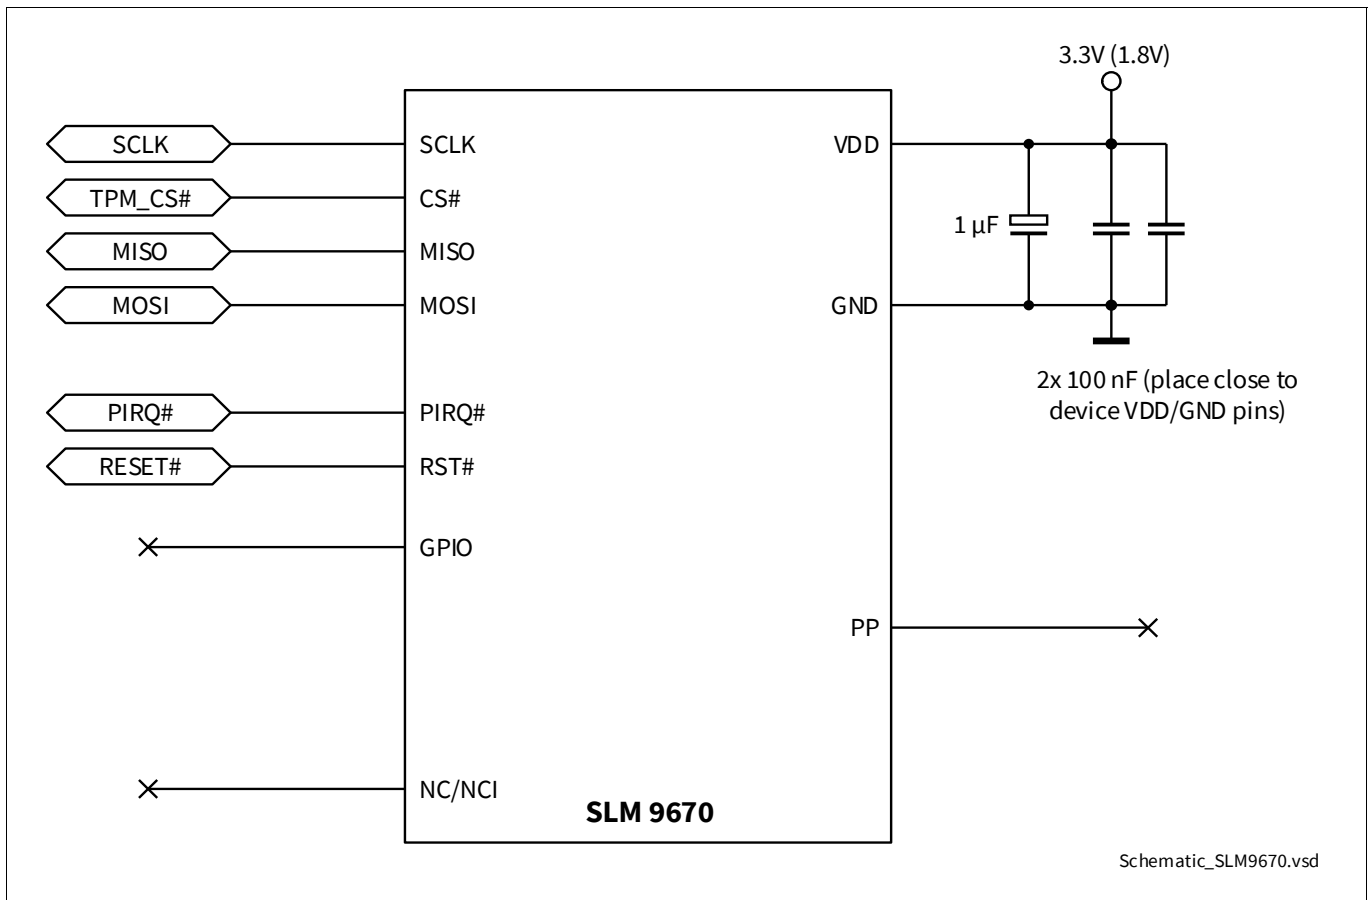 3.3V (1.8V)
SCLK
SCLK
VDD
TPM_CS#
CS#
1 µF
MISO
MISO
MOSI
MOSI
GND
2x 100 nF (place close to
device VDD/GND pins)
PIRQ#
PIRQ#
RESET#
RST#
GPIO
PP
NC/NCI
SLM 9670
Schematic_SLM9670.vsd